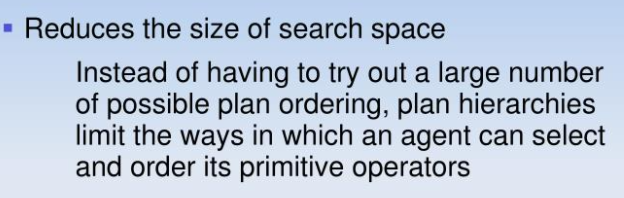 ▪ Reduces the size of search space
Instead of having to try out a large number
of possible plan ordering, plan hierarchies
limit the ways in which an agent can select
and order its primitive operators